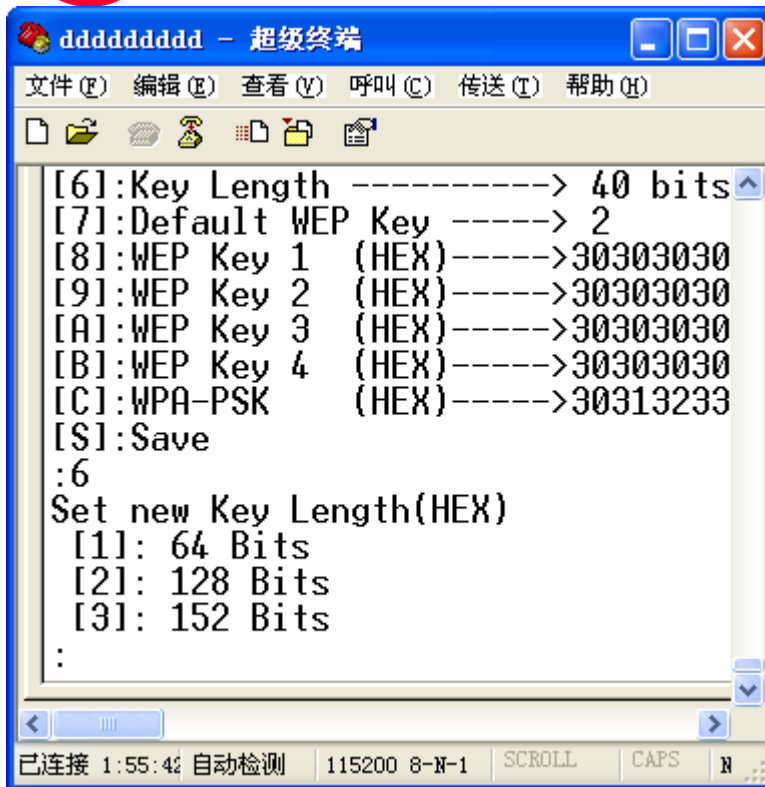 ddddddddd - 超级终端
文件(F) 编辑(E) 查看(V) 呼叫(C) 传送(T) 帮助(H)
[6]:Key Length ----------> 40 bits
[7]:Default WEP Key -----> 2
[8]:WEP Key 1  (HEX)----->30303030
[9]:WEP Key 2  (HEX)----->30303030
[A]:WEP Key 3  (HEX)----->30303030
[B]:WEP Key 4  (HEX)----->30303030
[C]:WPA-PSK    (HEX)----->30313233
[S]:Save
:6
Set new Key Length(HEX)
[1]: 64 Bits
[2]: 128 Bits
[3]: 152 Bits
:
已连接 1:55:42 自动检测 115200 8-N-1 SCROLL CAPS N